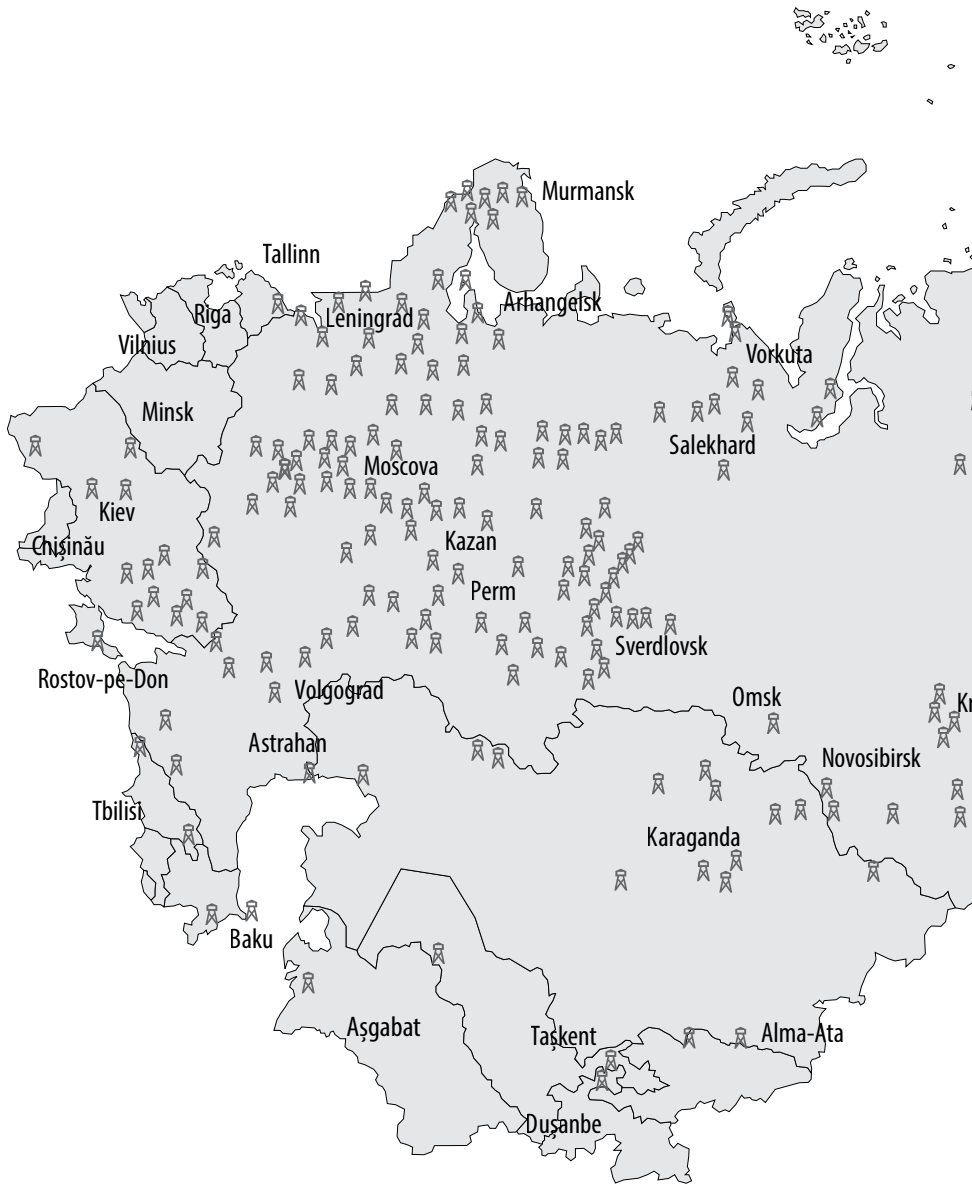 Murmansk
Tallinn
Arhangelsk
Riga
Leningrad
Vilnius
Vorkuta
Minsk
Salekhard
Moscova
Kiev
Kazan
Chișinău
Perm
Sverdlovsk
Rostov-pe-Don
Volgograd
Omsk
Kr
Astrahan
Novosibirsk
Tbilisi
Karaganda
Baku
Așgabat
Tașkent
Alma-Ata
Dușanbe